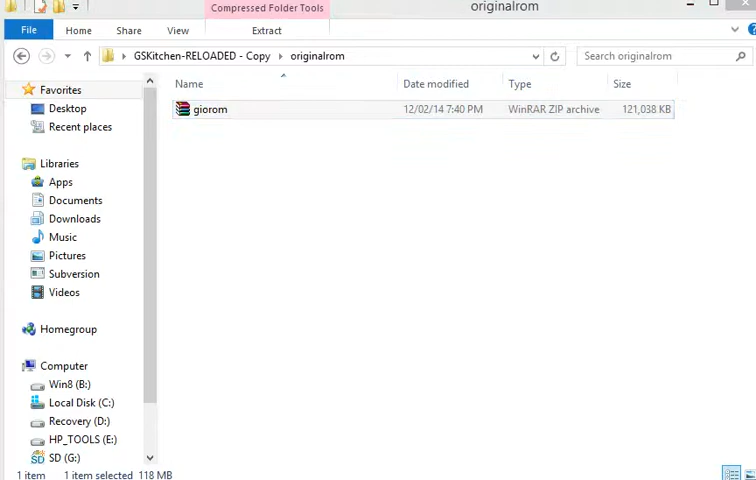 Compressed Folder Tools
originalrom
File
Home
Share
View
Extract
GSKitchen-RELOADED - Copy
originalrom
Search originalrom
Name
Date modified
Type
Size
giorom
12/02/14 7:40 PM
WinRAR ZIP archive
121,038 KB
Favorites
Desktop
Recent places
Libraries
Apps
Documents
Downloads
Music
Pictures
Subversion
Videos
Homegroup
Computer
Win8 (B:)
Local Disk (C:)
Recovery (D:)
HP_TOOLS (E:)
SD (G:)
1 item
1 item selected 118 MB